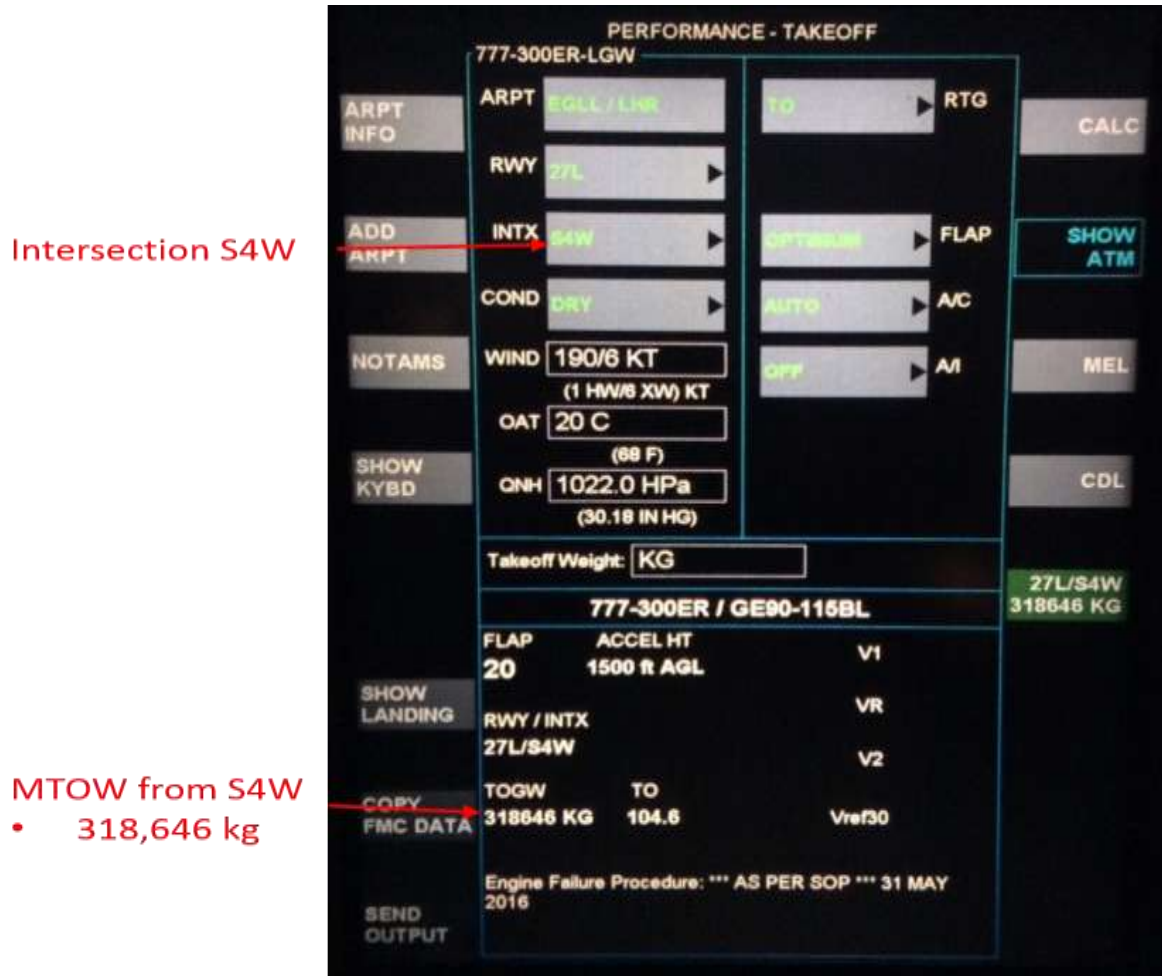 PERFORMANCE - TAKEOFF
777-300ER-LGW
ARPT
INFO
ARPT EGLL / LHR
TO RTG
CALC
RWY 27L
Intersection S4W
ADD
ARPT
INTX S4W
OPTIMUM FLAP
SHOW
ATM
COND DRY
AUTO A/C
NOTAMS
WIND 190/6 KT
(1 HW/6 XW) KT
OFF A/I
MEL
OAT 20 C
(68 F)
SHOW
KYBD
QNH 1022.0 HPa
(30.18 IN HG)
CDL
Takeoff Weight: KG
27L/S4W
318646 KG
777-300ER / GE90-115BL
FLAP ACCEL HT V1
20 1500 ft AGL
SHOW
LANDING
VR
RWY / INTX
27L/S4W
V2
MTOW from S4W
• 318,646 kg
COPY
FMC DATA
TOGW TO
318646 KG 104.6 Vref30
Engine Failure Procedure: *** AS PER SOP *** 31 MAY
2016
SEND
OUTPUT